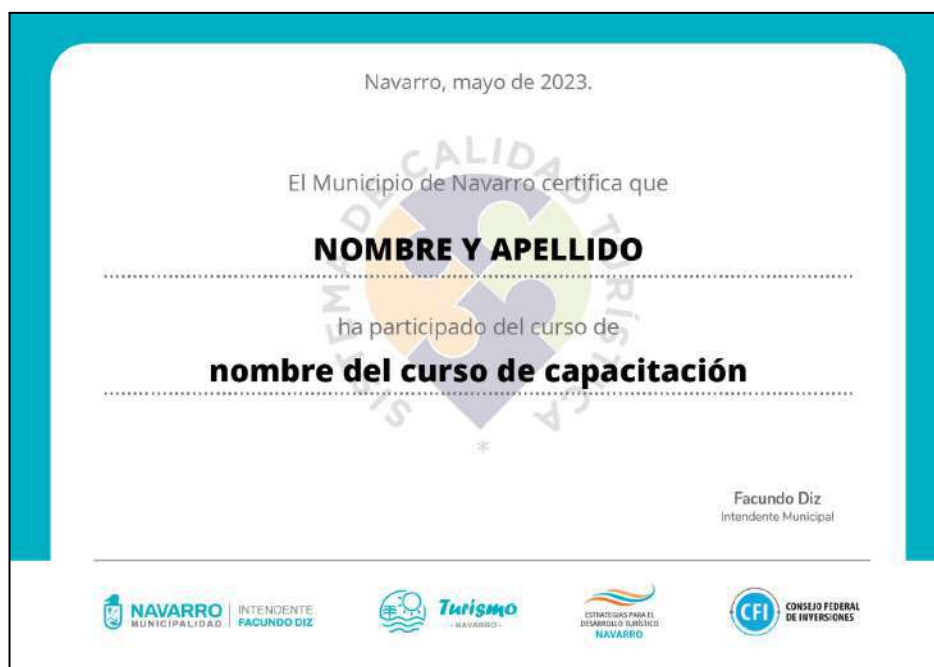 Navarro, mayo de 2023.
SISTEMA DE CALIDAD TURÍSTICA
*
El Municipio de Navarro certifica que
NOMBRE Y APELLIDO
ha participado del curso de
nombre del curso de capacitación
Facundo Diz
Intendente Municipal
NAVARRO
MUNICIPALIDAD
INTENDENTE
FACUNDO DIZ
Turismo
- NAVARRO -
ESTRATEGIAS PARA EL
DESARROLLO TURÍSTICO
NAVARRO
CFI
CONSEJO FEDERAL
DE INVERSIONES